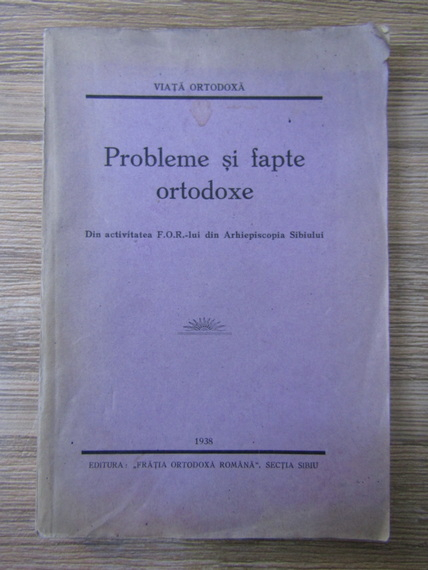 VIAȚĂ ORTODOXĂ
Probleme și fapte
ortodoxe
Din activitatea F.O.R.-lui din Arhiepiscopia Sibiului
1938
EDITURA: „FRĂȚIA ORTODOXĂ ROMÂNĂ“, SECȚIA SIBIU